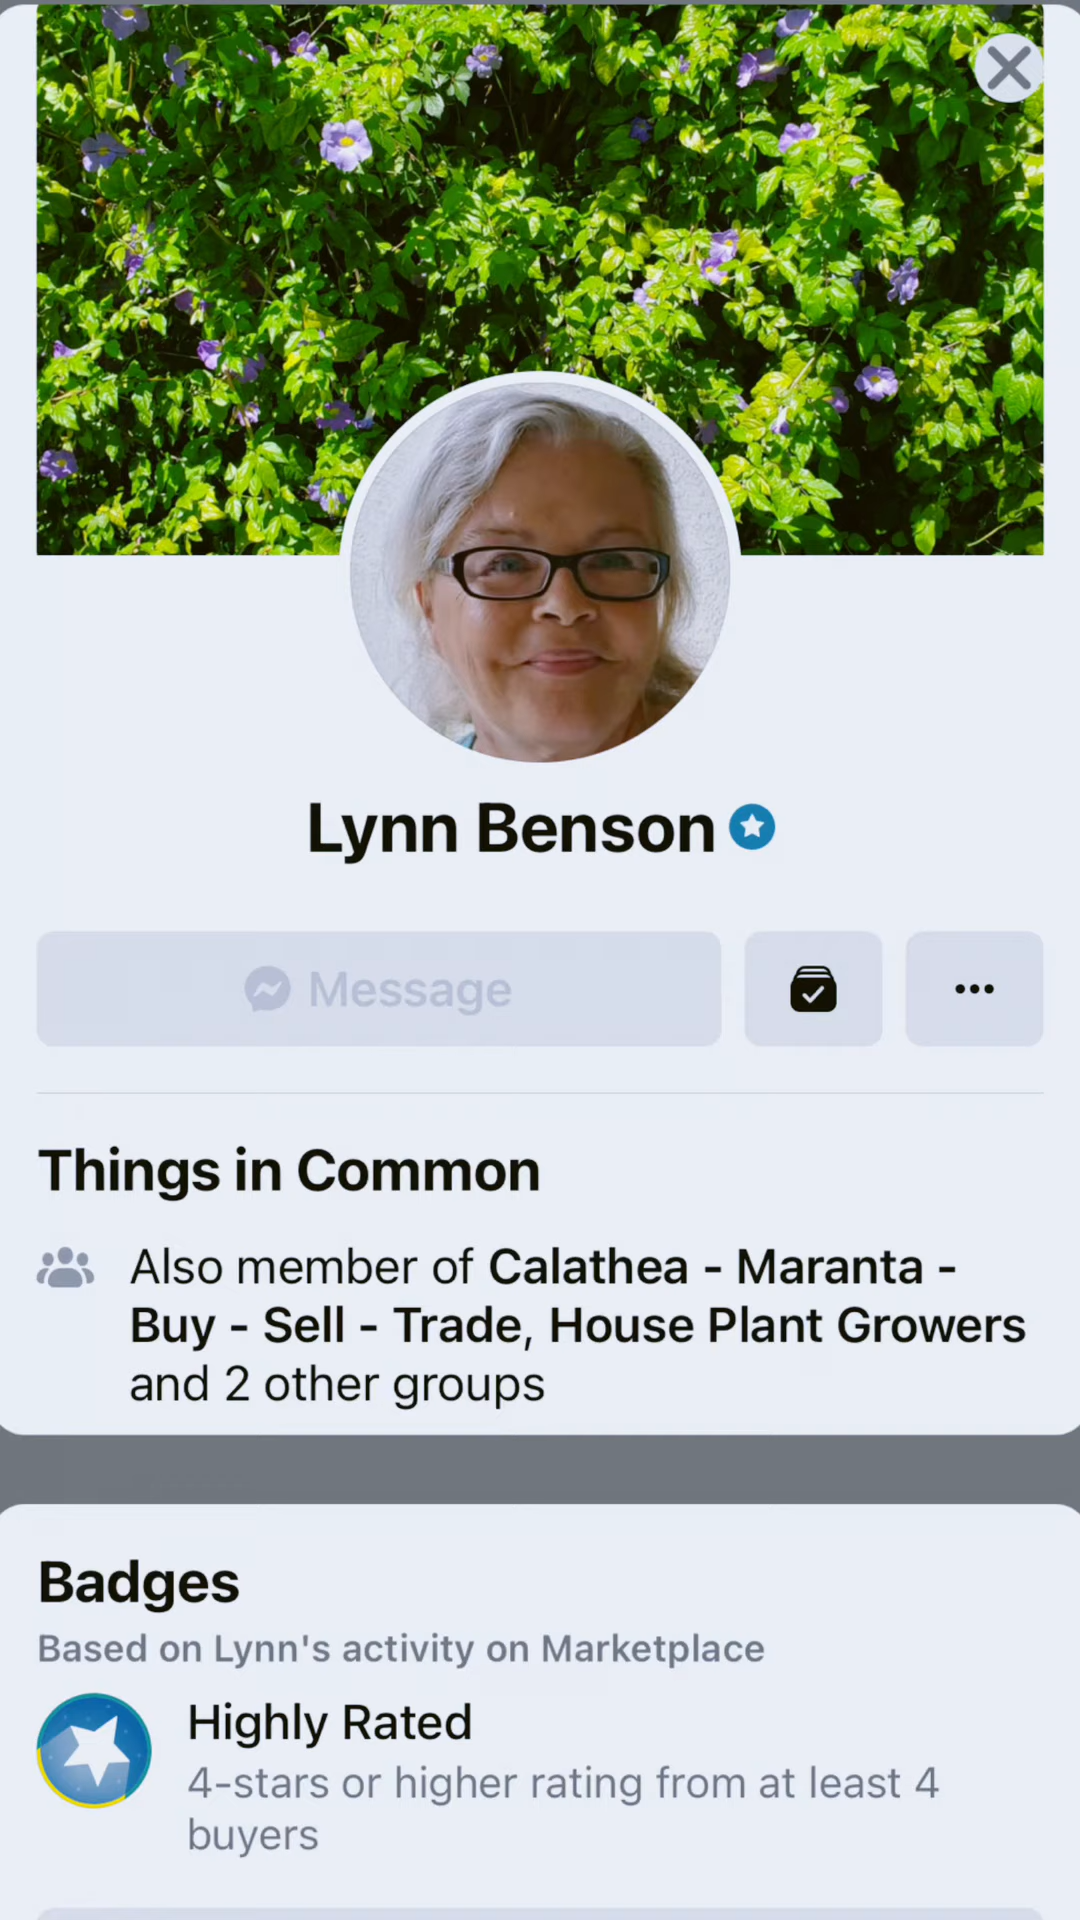 Lynn Benson
Message
Things in Common
Also member of Calathea - Maranta -
Buy - Sell - Trade, House Plant Growers
and 2 other groups
Badges
Based on Lynn's activity on Marketplace
Highly Rated
4-stars or higher rating from at least 4
buyers